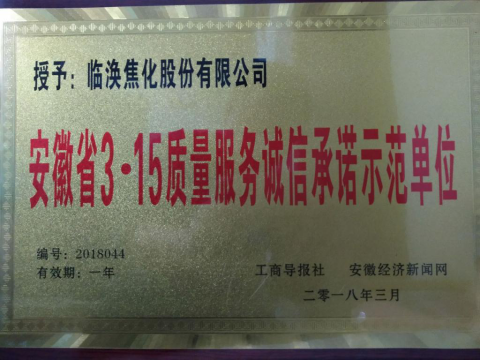 授予：临涣焦化股份有限公司
安徽省3·15质量服务诚信承诺示范单位
编号：2018044
有效期：一年
工商导报社 安徽经济新闻网
二零一八年三月